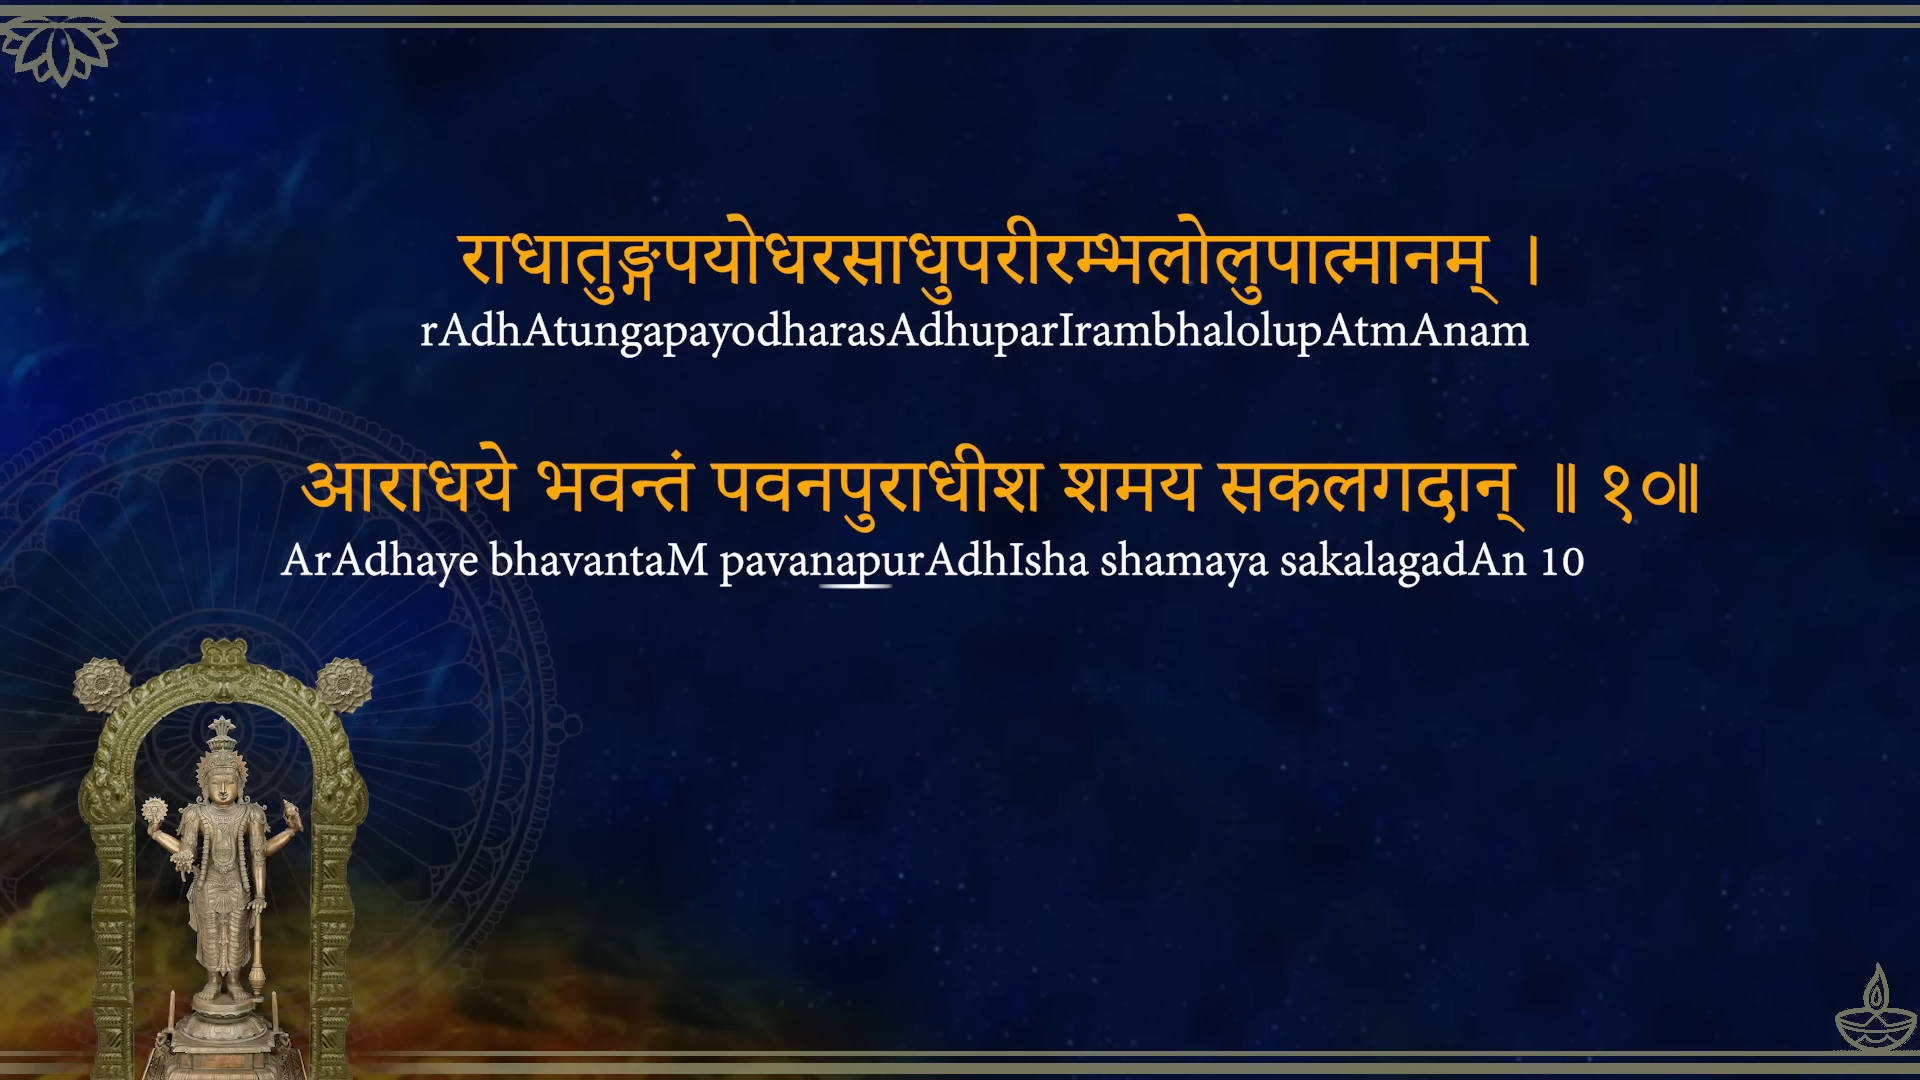 राधातुङ्गपयोधरसाधुपरीरम्भलोलुपात्मानम् ।
rAdhAtungapayodharasAdhuparIrambhalolupAtmAnam
आराधये भवन्तं पवनपुराधीश शमय सकलगदान् ॥ १०॥
ArAdhaye bhavantaM pavanapurAdhIsha shamaya sakalagadAn 10